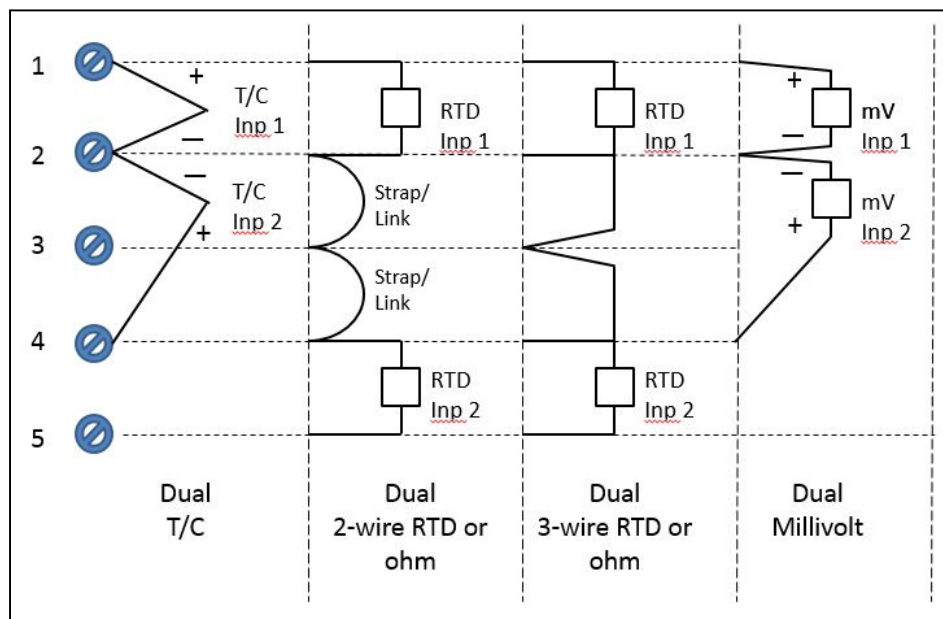 1
+
T/C
Inp 1
RTD
Inp 1
RTD
Inp 1
+
mV
Inp 1
2
−
−
T/C
Inp 2
+
Strap/
Link
−
−
mV
Inp 2
+
3
Strap/
Link
4
RTD
Inp 2
RTD
Inp 2
5
Dual
T/C
Dual
2-wire RTD or
ohm
Dual
3-wire RTD or
ohm
Dual
Millivolt